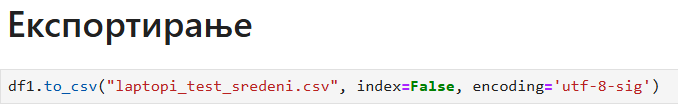 Експортирање
df1.to_csv("laptopi_test_sredeni.csv", index=False, encoding='utf-8-sig')